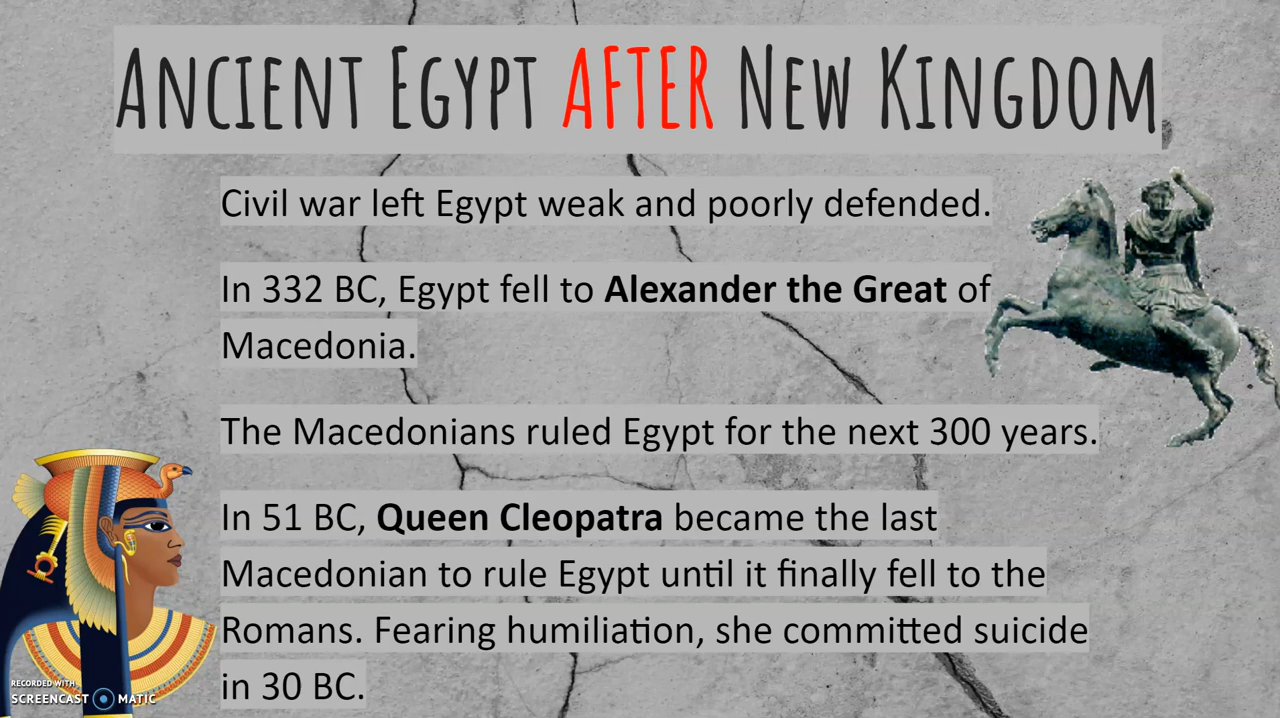 ANCIENT EGYPT AFTER NEW KINGDOM
Civil war left Egypt weak and poorly defended.
In 332 BC, Egypt fell to Alexander the Great of
Macedonia.
The Macedonians ruled Egypt for the next 300 years.
In 51 BC, Queen Cleopatra became the last
Macedonian to rule Egypt until it finally fell to the
Romans. Fearing humiliation, she committed suicide
in 30 BC.
RECORDED WITH
SCREENCAST MATIC